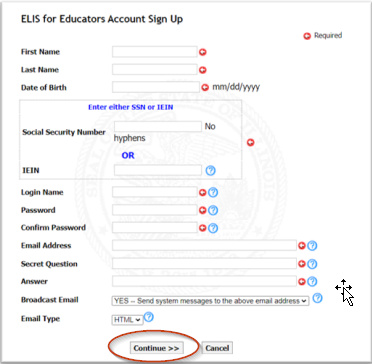 ELIS for Educators Account Sign Up
Required
First Name
Last Name
Date of Birth mm/dd/yyyy
Enter either SSN or IEIN
Social Security Number No
hyphens
OR
IEIN
Login Name
Password
Confirm Password
Email Address
Secret Question
Answer
Broadcast Email YES -- Send system messages to the above email address
Email Type HTML
Continue >> Cancel